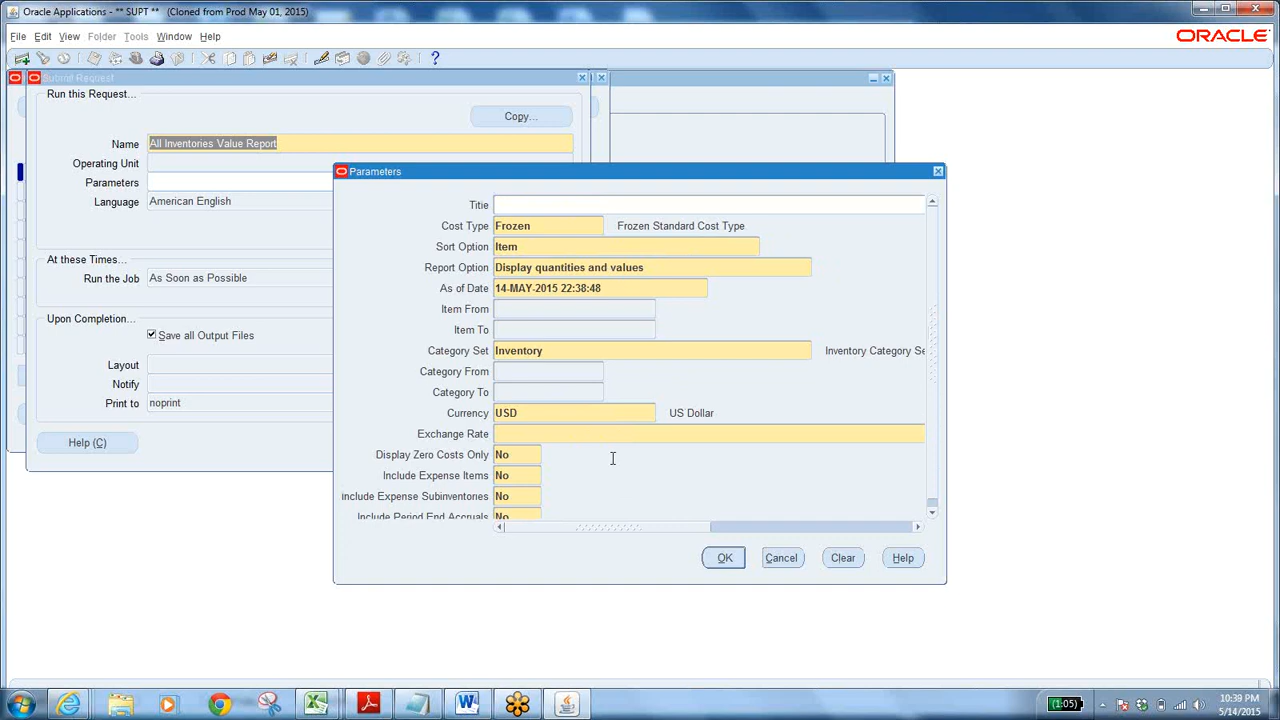 Oracle Applications - ** SUPT ** (Cloned from Prod May 01, 2015)
File Edit View Folder Tools Window Help
ORACLE
Submit Request
Run this Request...
Copy...
Name All Inventories Value Report
Operating Unit
Parameters
Language American English
At these Times...
Run the Job As Soon as Possible
Upon Completion...
Save all Output Files
Layout
Notify
Print to noprint
Help (C)
Parameters
Title
Cost Type Frozen Frozen Standard Cost Type
Sort Option Item
Report Option Display quantities and values
As of Date 14-MAY-2015 22:38:48
Item From
Item To
Category Set Inventory Inventory Category Se
Category From
Category To
Currency USD US Dollar
Exchange Rate
Display Zero Costs Only No
Include Expense Items No
include Expense Subinventories No
Include Period End Accruals No
OK Cancel Clear Help
(1:05)
10:39 PM
5/14/2015